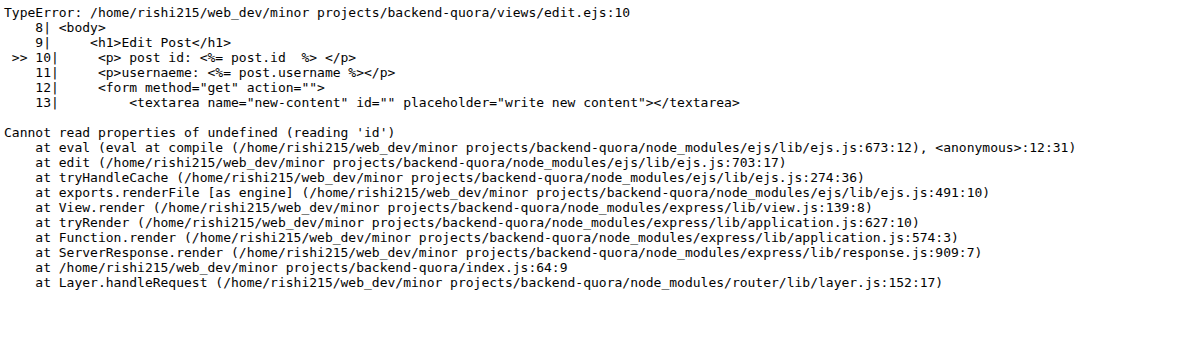 TypeError: /home/rishi215/web_dev/minor projects/backend-quora/views/edit.ejs:10
    8| <body>
    9|     <h1>Edit Post</h1>
 >> 10|     <p> post id: <%= post.id  %> </p>
    11|     <p>usernaeme: <%= post.username %></p>
    12|     <form method="get" action="">
    13|         <textarea name="new-content" id="" placeholder="write new content"></textarea>

Cannot read properties of undefined (reading 'id')
    at eval (eval at compile (/home/rishi215/web_dev/minor projects/backend-quora/node_modules/ejs/lib/ejs.js:673:12), <anonymous>:12:31)
    at edit (/home/rishi215/web_dev/minor projects/backend-quora/node_modules/ejs/lib/ejs.js:703:17)
    at tryHandleCache (/home/rishi215/web_dev/minor projects/backend-quora/node_modules/ejs/lib/ejs.js:274:36)
    at exports.renderFile [as engine] (/home/rishi215/web_dev/minor projects/backend-quora/node_modules/ejs/lib/ejs.js:491:10)
    at View.render (/home/rishi215/web_dev/minor projects/backend-quora/node_modules/express/lib/view.js:139:8)
    at tryRender (/home/rishi215/web_dev/minor projects/backend-quora/node_modules/express/lib/application.js:627:10)
    at Function.render (/home/rishi215/web_dev/minor projects/backend-quora/node_modules/express/lib/application.js:574:3)
    at ServerResponse.render (/home/rishi215/web_dev/minor projects/backend-quora/node_modules/express/lib/response.js:909:7)
    at /home/rishi215/web_dev/minor projects/backend-quora/index.js:64:9
    at Layer.handleRequest (/home/rishi215/web_dev/minor projects/backend-quora/node_modules/router/lib/layer.js:152:17)